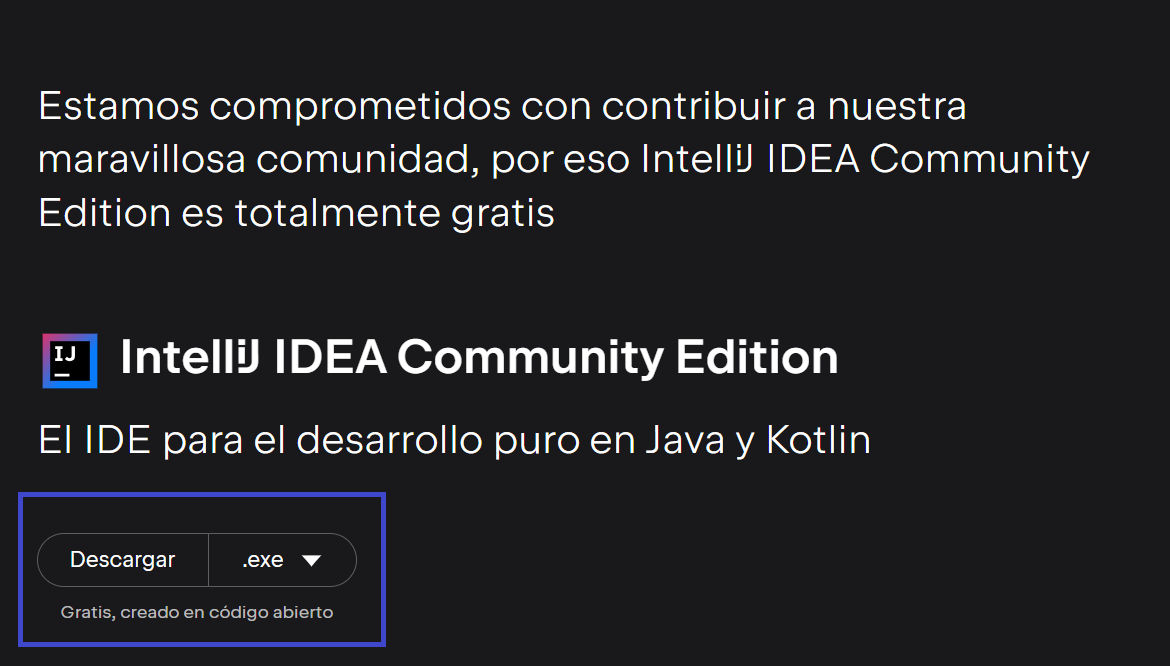 Estamos comprometidos con contribuir a nuestra
maravillosa comunidad, por eso IntelliJ IDEA Community
Edition es totalmente gratis
IJ
IntelliJ IDEA Community Edition
El IDE para el desarrollo puro en Java y Kotlin
Descargar .exe
Gratis, creado en código abierto